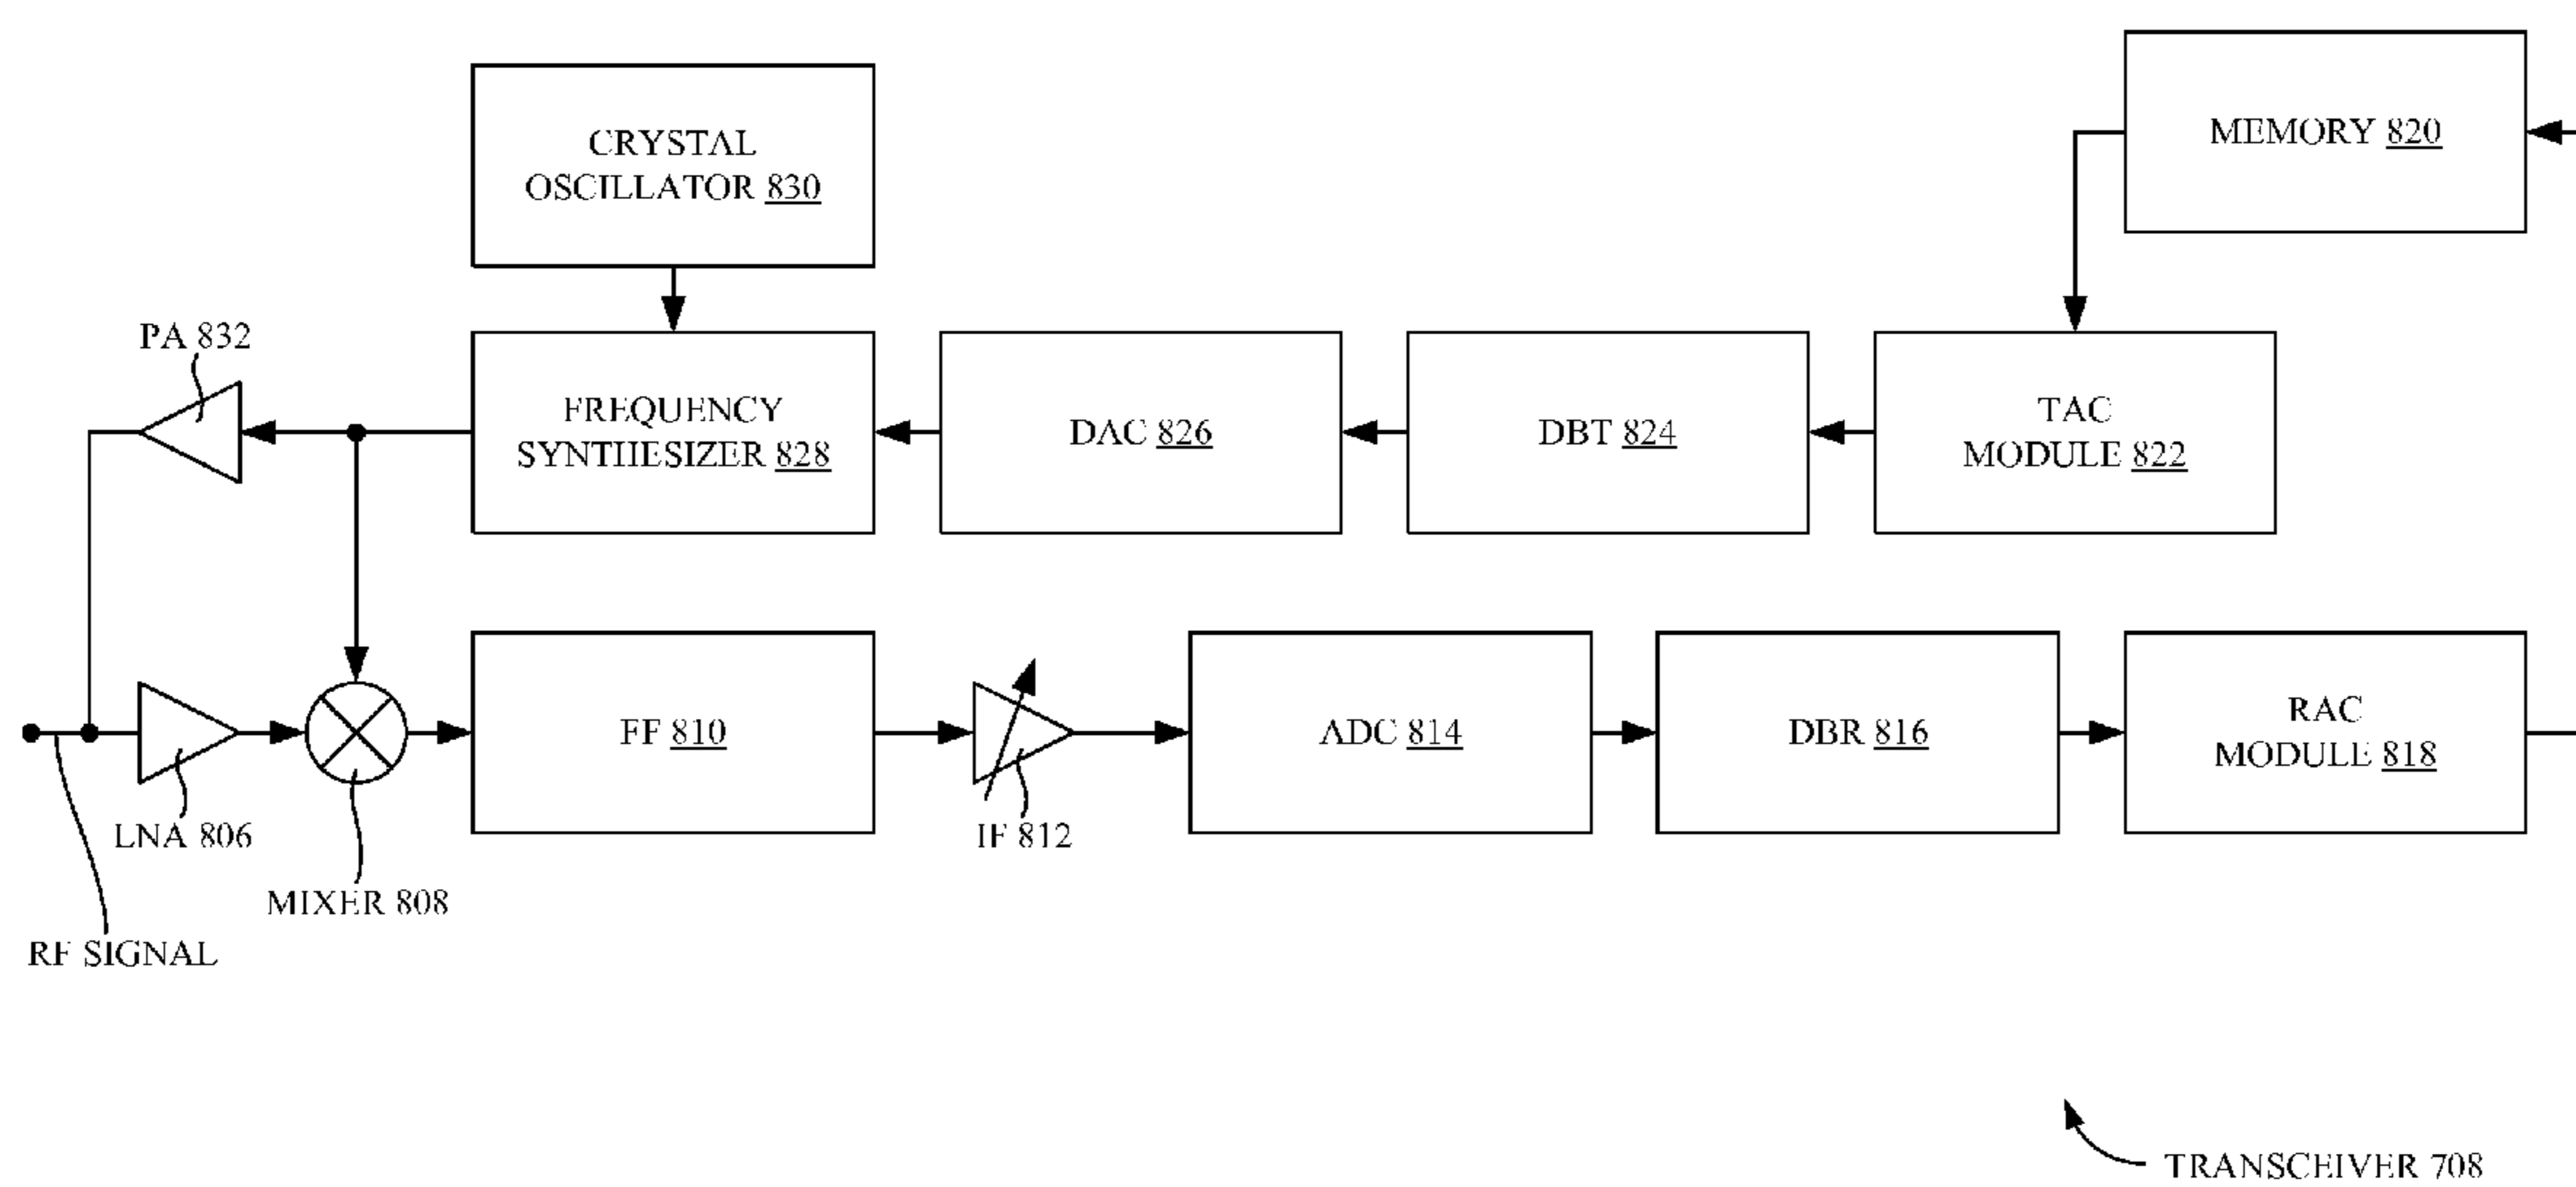 CRYSTAL
OSCILLATOR 830
MEMORY 820
PA 832
FREQUENCY
SYNTHESIZER 828
DAC 826
DBT 824
TAC
MODULE 822
FF 810
ADC 814
DBR 816
RAC
MODULE 818
LNA 806
IF 812
MIXER 808
RF SIGNAL
TRANSCEIVER 708